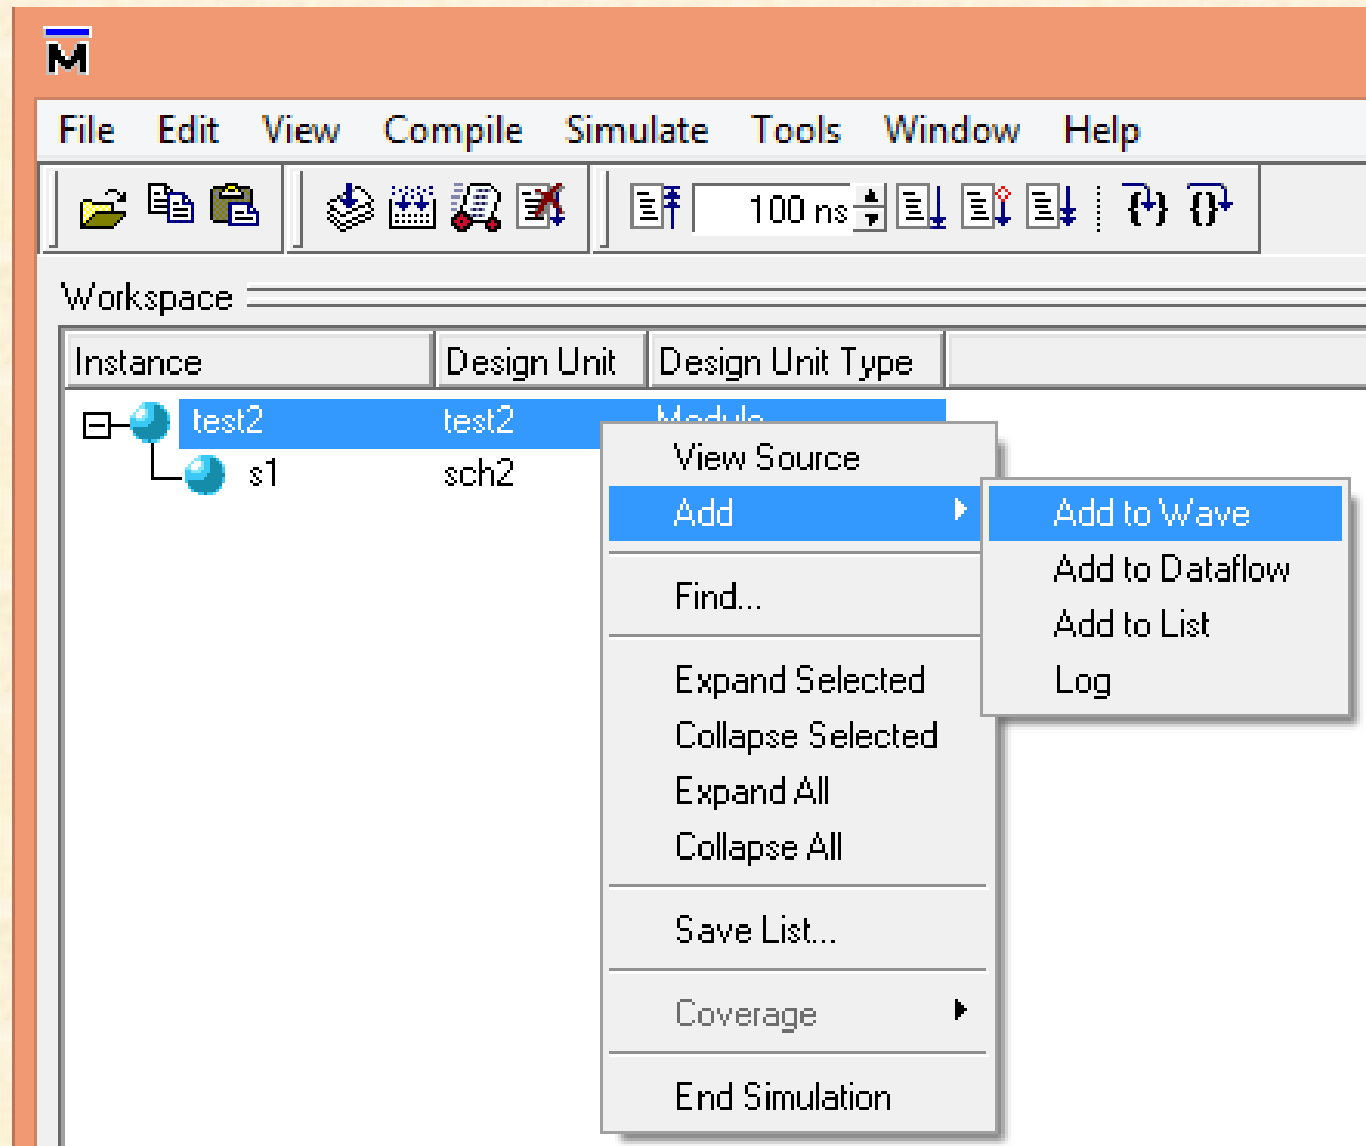 M
File Edit View Compile Simulate Tools Window Help
100 ns
Workspace
Instance Design Unit Design Unit Type
test2 test2 Module
s1 sch2
View Source
Add
Add to Wave
Add to Dataflow
Add to List
Log
Find...
Expand Selected
Collapse Selected
Expand All
Collapse All
Save List...
Coverage
End Simulation